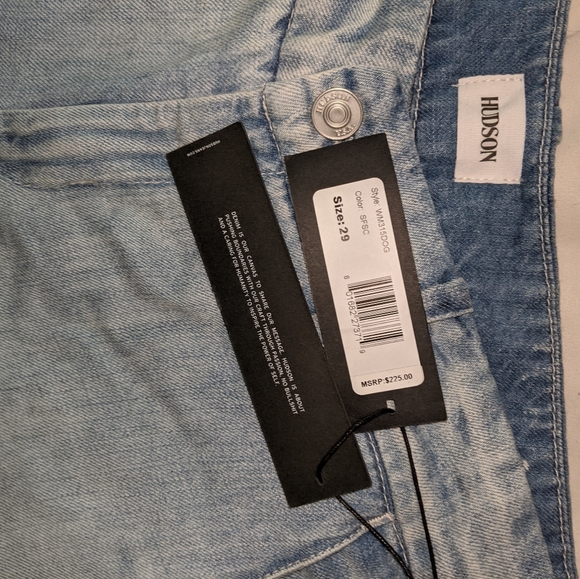 HUDSON
HUDSONJEANS.COM
DENIM IS OUR CANVAS TO SHARE OUR MESSAGE. HUDSON IS ABOUT
PUSHING BOUNDARIES WITH OUR CRAFT THROUGH PASSION, NO BULLSHIT
AND A CARING FOR HUMANITY TO INSPIRE THE POWER OF SELF.
Style: WM315DOG
Color: SFSC
Size: 29
MSRP:$225.00